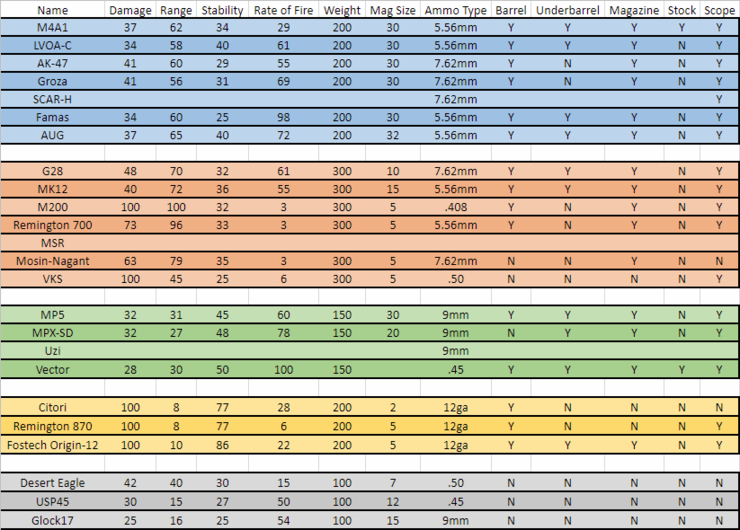 Name Damage Range Stability Rate of Fire Weight Mag Size Ammo Type Barrel Underbarrel Magazine Stock Scope
M4A1 37 62 34 29 200 30 5.56mm Y Y Y Y Y
LVOA-C 34 58 40 61 200 30 5.56mm Y Y Y N Y
AK-47 41 60 29 55 200 30 7.62mm Y N Y N Y
Groza 41 56 31 69 200 30 7.62mm Y Y Y N Y
SCAR-H 7.62mm Y
Famas 34 60 25 98 200 30 5.56mm Y Y Y N Y
AUG 37 65 40 72 200 32 5.56mm Y Y Y N Y
G28 48 70 32 61 300 10 7.62mm Y Y Y N Y
MK12 40 72 36 55 300 15 5.56mm Y Y Y N Y
M200 100 100 32 3 300 5 .408 Y N Y N Y
Remington 700 73 96 33 3 300 5 5.56mm Y N Y N Y
MSR
Mosin-Nagant 63 79 35 3 300 5 7.62mm N N Y N N
VKS 100 45 25 6 300 5 .50 N N N N Y
MP5 32 31 45 60 150 30 9mm Y Y Y N Y
MPX-SD 32 27 48 78 150 20 9mm N Y Y N Y
Uzi 9mm
Vector 28 30 50 100 150 .45 Y Y Y Y Y
Citori 100 8 77 28 200 2 12ga Y N N N N
Remington 870 100 8 77 6 200 5 12ga Y N N N Y
Fostech Origin-12 100 10 86 22 200 5 12ga Y Y Y N Y
Desert Eagle 42 40 30 15 100 7 .50 N N N N N
USP45 30 15 27 50 100 12 .45 N N N N N
Glock17 25 16 25 54 100 15 9mm N N N N N